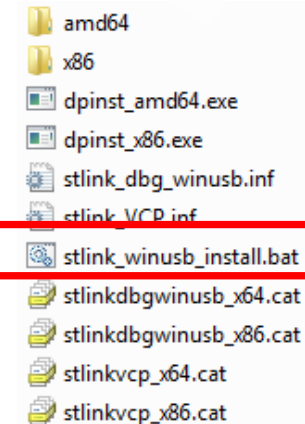 amd64
x86
dpinst_amd64.exe
dpinst_x86.exe
stlink_dbg_winusb.inf
stlink_VCP.inf
stlink_winusb_install.bat
stlinkdbgwinusb_x64.cat
stlinkdbgwinusb_x86.cat
stlinkvcp_x64.cat
stlinkvcp_x86.cat